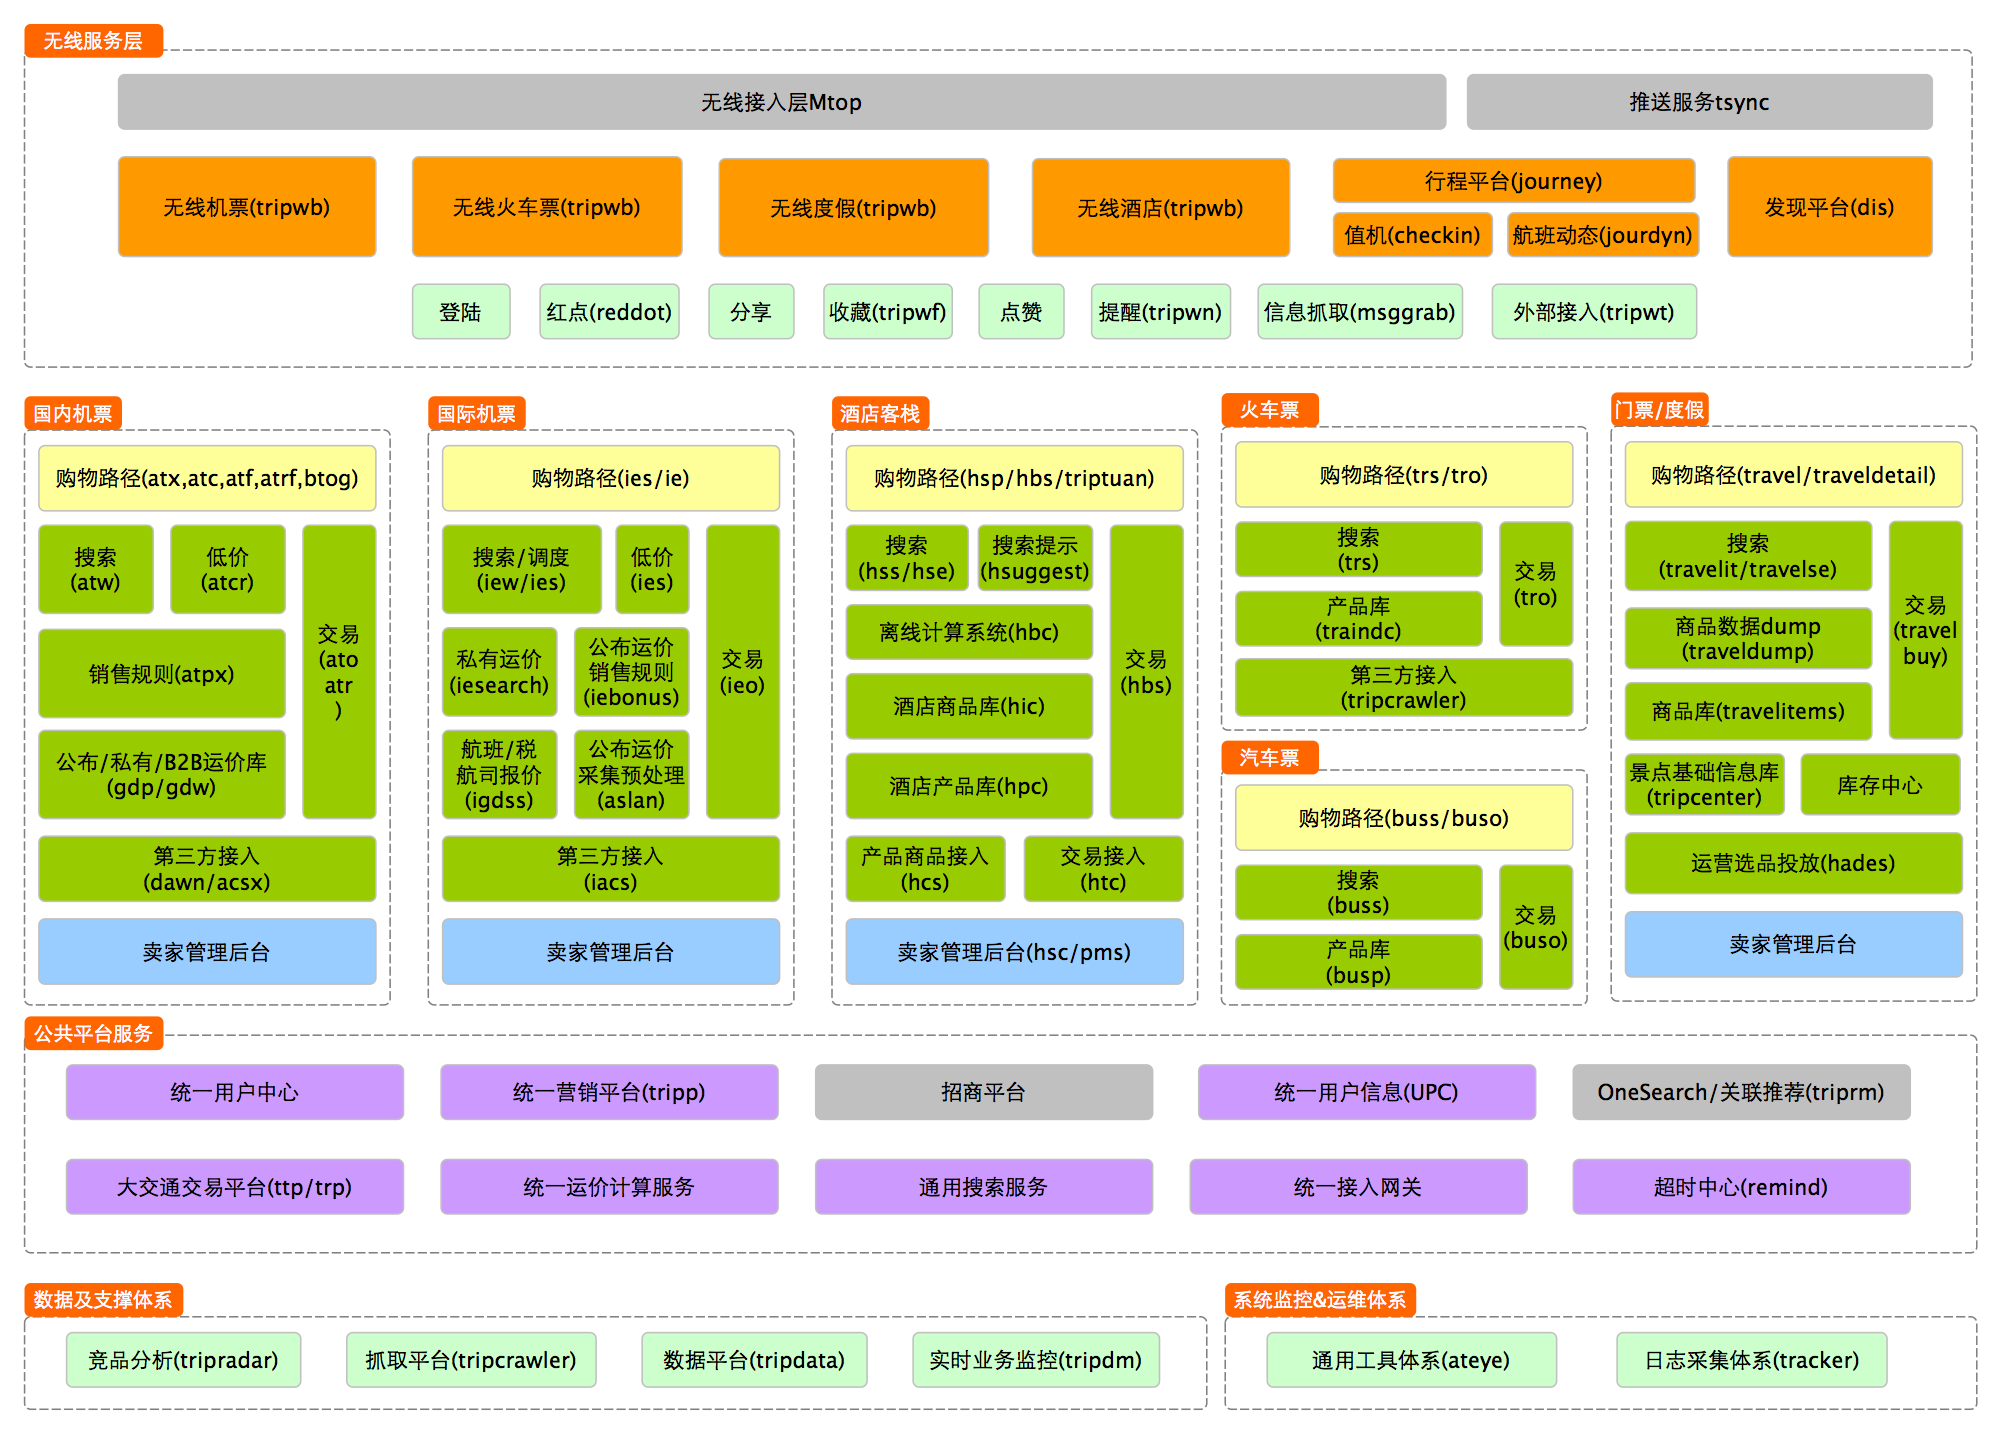 无线服务层
无线接入层Mtop
推送服务tsync
无线机票(tripwb)
无线火车票(tripwb)
无线度假(tripwb)
无线酒店(tripwb)
行程平台(journey)
值机(checkin)
航班动态(jourdyn)
发现平台(dis)
登陆
红点(reddot)
分享
收藏(tripwf)
点赞
提醒(tripwn)
信息抓取(msggrab)
外部接入(tripwt)
国内机票
购物路径(atx,atc,atf,atrf,btog)
搜索
(atw)
低价
(atcr)
交易
(ato
atr
)
销售规则(atpx)
公布/私有/B2B运价库
(gdp/gdw)
第三方接入
(dawn/acsx)
卖家管理后台
国际机票
购物路径(ies/ie)
搜索/调度
(iew/ies)
低价
(ies)
交易
(ieo)
私有运价
(iesearch)
公布运价
销售规则
(iebonus)
航班/税
航司报价
(igdss)
公布运价
采集预处理
(aslan)
第三方接入
(iacs)
卖家管理后台
酒店客栈
购物路径(hsp/hbs/triptuan)
搜索
(hss/hse)
搜索提示
(hsuggest)
交易
(hbs)
离线计算系统(hbc)
酒店商品库(hic)
酒店产品库(hpc)
产品商品接入
(hcs)
交易接入
(htc)
卖家管理后台(hsc/pms)
火车票
购物路径(trs/tro)
搜索
(trs)
交易
(tro)
产品库
(traindc)
第三方接入
(tripcrawler)
汽车票
购物路径(buss/buso)
搜索
(buss)
交易
(buso)
产品库
(busp)
门票/度假
购物路径(travel/traveldetail)
搜索
(travelit/travelse)
交易
(travel
buy)
商品数据dump
(traveldump)
商品库(travelitems)
景点基础信息库
(tripcenter)
库存中心
运营选品投放(hades)
卖家管理后台
公共平台服务
统一用户中心
统一营销平台(tripp)
招商平台
统一用户信息(UPC)
OneSearch/关联推荐(triprm)
大交通交易平台(ttp/trp)
统一运价计算服务
通用搜索服务
统一接入网关
超时中心(remind)
数据及支撑体系
竞品分析(tripradar)
抓取平台(tripcrawler)
数据平台(tripdata)
实时业务监控(tripdm)
系统监控&运维体系
通用工具体系(ateye)
日志采集体系(tracker)